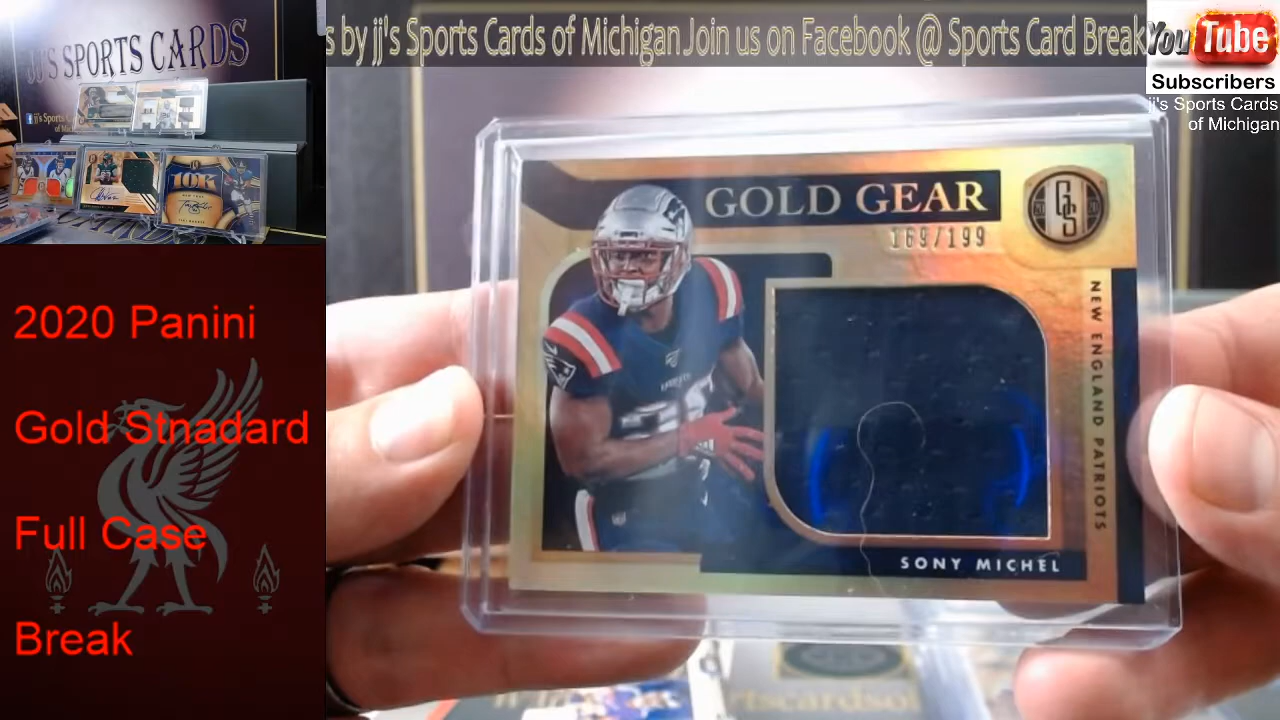 s by jj's Sports Cards of Michigan Join us on Facebook @ Sports Card Break
You Tube
Subscribers
jj's Sports Cards
of Michigan
JJ'S SPORTS CARDS
10K
2020 Panini
Gold Stnadard
Full Case
Break
GOLD GEAR
169/199
GS
NEW ENGLAND PATRIOTS
SONY MICHEL